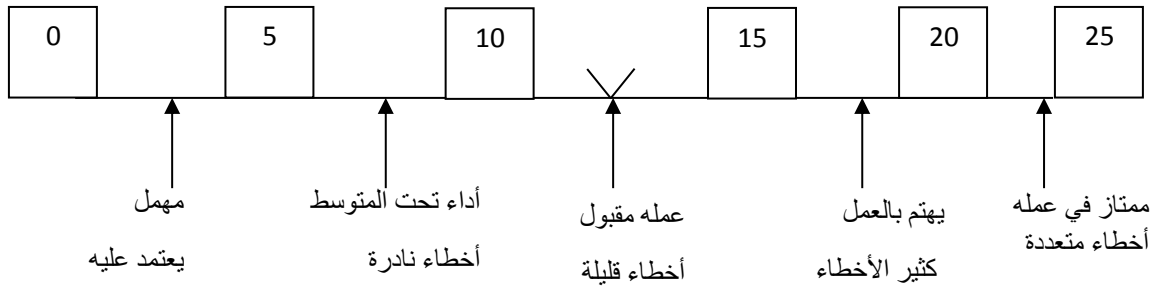 0 5 10 15 20 25
مهمل
يعتمد عليه
أداء تحت المتوسط
أخطاء نادرة
عمله مقبول
أخطاء قليلة
يهتم بالعمل
كثير الأخطاء
ممتاز في عمله
أخطاء متعددة